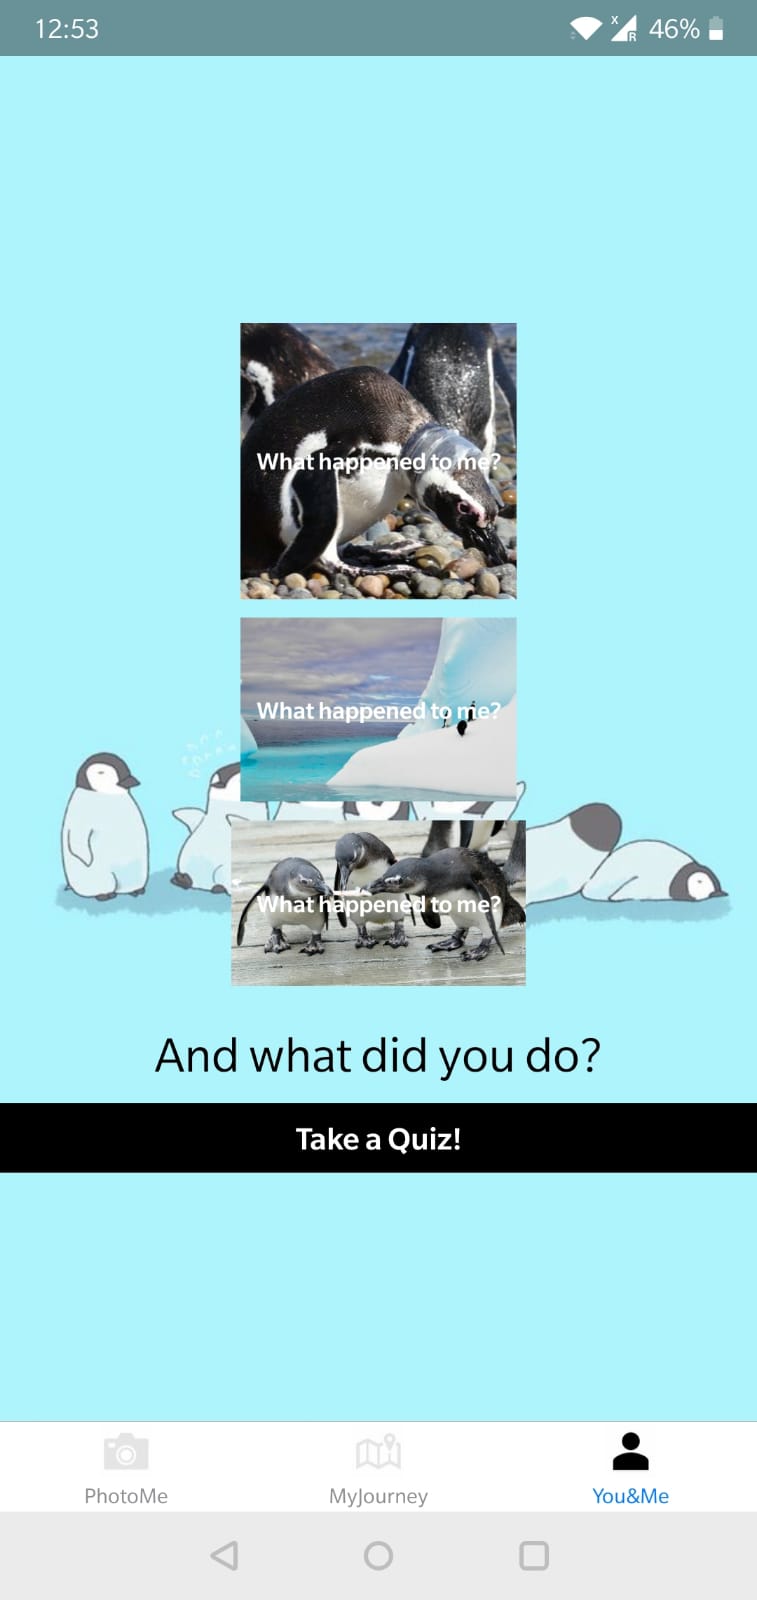 12:53
x
R
46%
What happened to me?
What happened to me?
What happened to me?
And what did you do?
Take a Quiz!
PhotoMe
MyJourney
You&Me